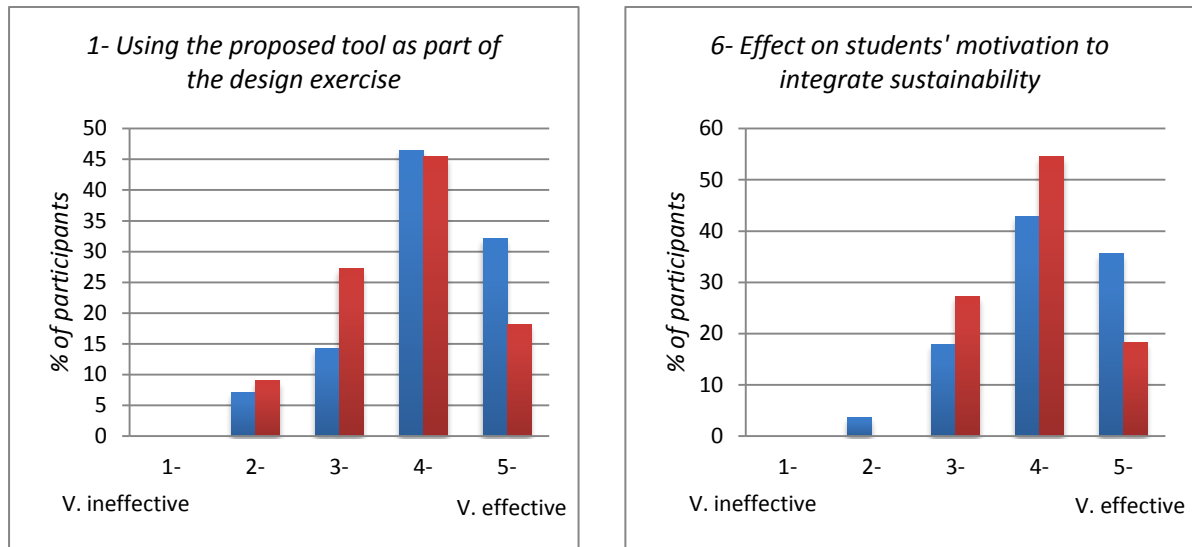 1- Using the proposed tool as part of
the design exercise
% of participants
50
45
40
35
30
25
20
15
10
5
0
1- 2- 3- 4- 5-
V. ineffective V. effective
6- Effect on students' motivation to
integrate sustainability
% of participants
60
50
40
30
20
10
0
1- 2- 3- 4- 5-
V. ineffective V. effective